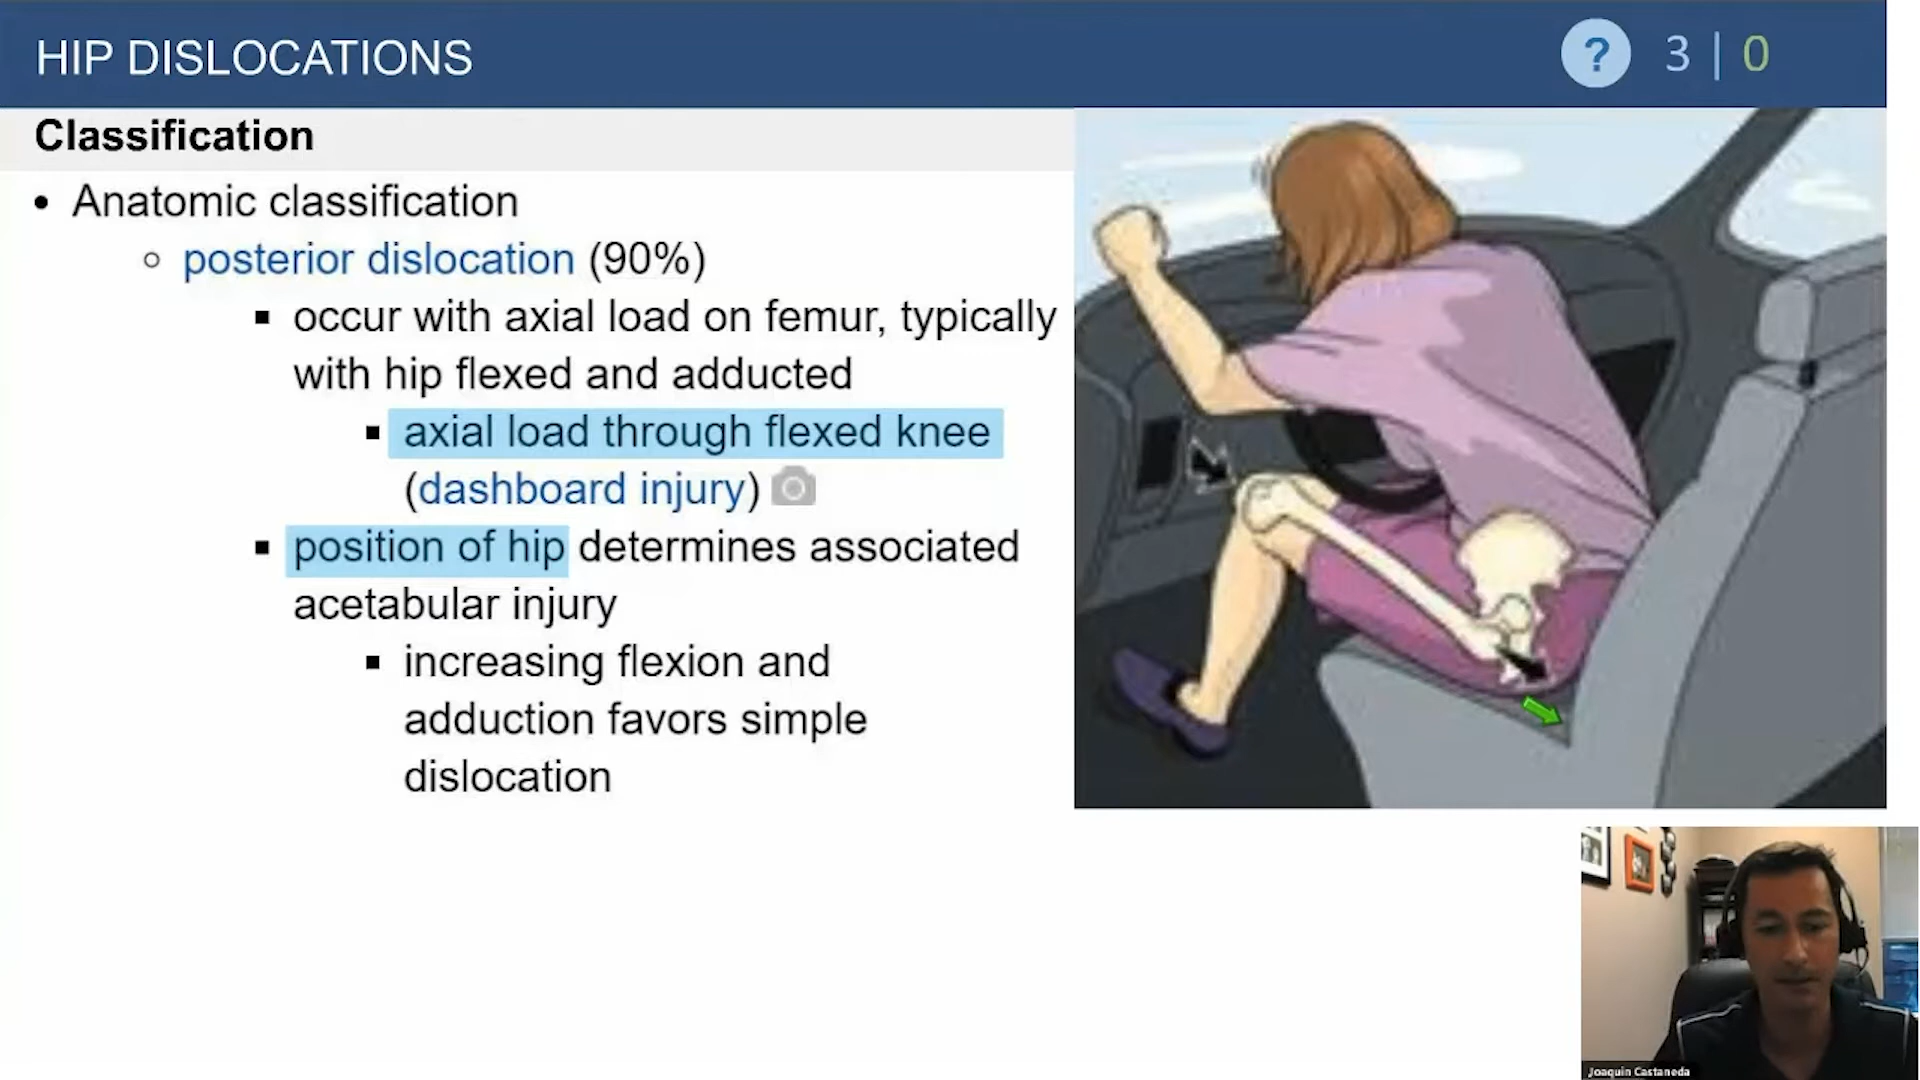 HIP DISLOCATIONS
? 3 | 0
Classification
• Anatomic classification
○ posterior dislocation (90%)
▪ occur with axial load on femur, typically
with hip flexed and adducted
▪ axial load through flexed knee
(dashboard injury)
▪ position of hip determines associated
acetabular injury
▪ increasing flexion and
adduction favors simple
dislocation
Joaquin Castaneda